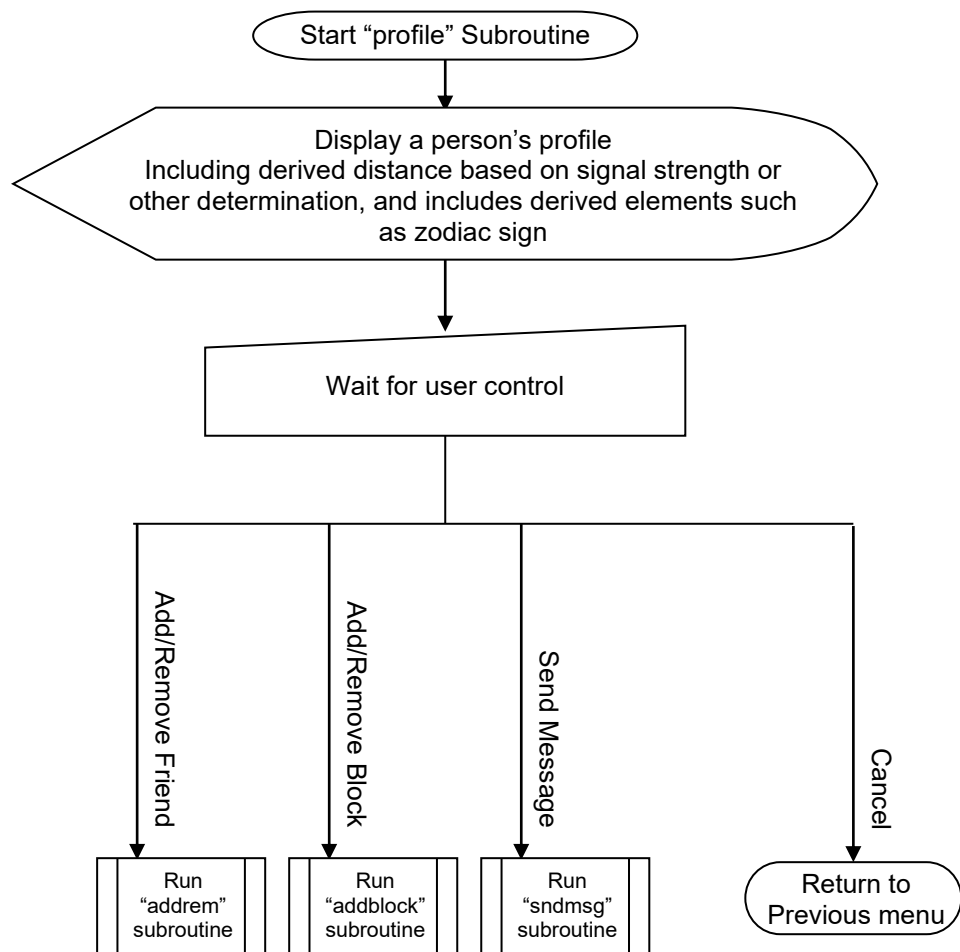 Start “profile” Subroutine
Display a person’s profile
Including derived distance based on signal strength or
other determination, and includes derived elements such
as zodiac sign
Wait for user control
Add/Remove Friend
Add/Remove Block
Send Message
Cancel
Run
“addrem”
subroutine
Run
“addblock”
subroutine
Run
“sndmsg”
subroutine
Return to
Previous menu